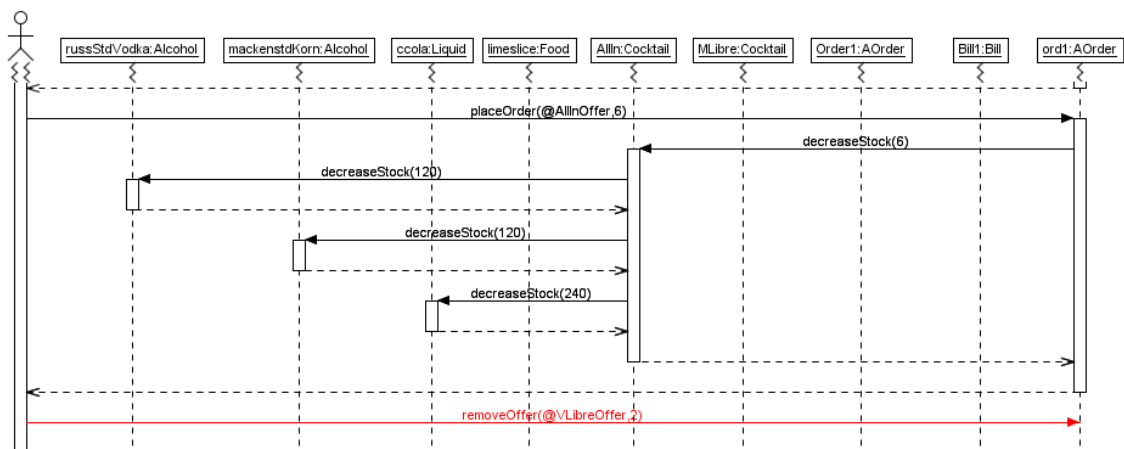 russStdVodka:Alcohol
mackenstdKorn:Alcohol
ccola:Liquid
limeslice:Food
AllIn:Cocktail
MLibre:Cocktail
Order1:AOrder
Bill1:Bill
ord1:AOrder
placeOrder(@AllInOffer,6)
decreaseStock(6)
decreaseStock(120)
decreaseStock(120)
decreaseStock(240)
removeOffer(@VLibreOffer,2)